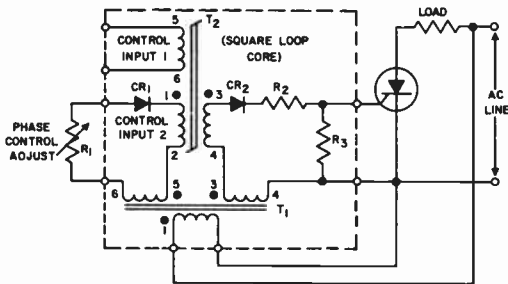 5
T2
CONTROL
INPUT 1
(SQUARE LOOP
CORE)
6
LOAD
CR1
1
3
CR2
R2
CONTROL
INPUT 2
PHASE
CONTROL
ADJUST
R1
R3
AC
LINE
2
4
6
5
3
4
T1
1